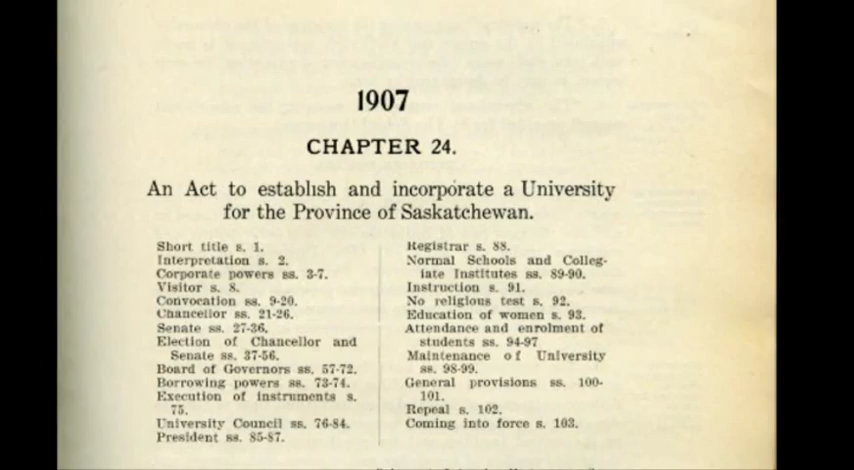 1907
CHAPTER 24.
An Act to establish and incorporate a University
for the Province of Saskatchewan.
Short title s. 1.
Interpretation s. 2.
Corporate powers ss. 3-7.
Visitor s. 8.
Convocation ss. 9-20.
Chancellor ss. 21-26.
Senate ss. 27-36.
Election of Chancellor and
Senate ss. 37-56.
Board of Governors ss. 57-72.
Borrowing powers ss. 73-74.
Execution of instruments s.
75.
University Council ss. 76-84.
President ss. 85-87.
Registrar s. 88.
Normal Schools and Colleg-
iate Institutes ss. 89-90.
Instruction s. 91.
No religious test s. 92.
Education of women s. 93.
Attendance and enrolment of
students ss. 94-97
Maintenance of University
ss. 98-99.
General provisions ss. 100-
101.
Repeal s. 102.
Coming into force s. 103.